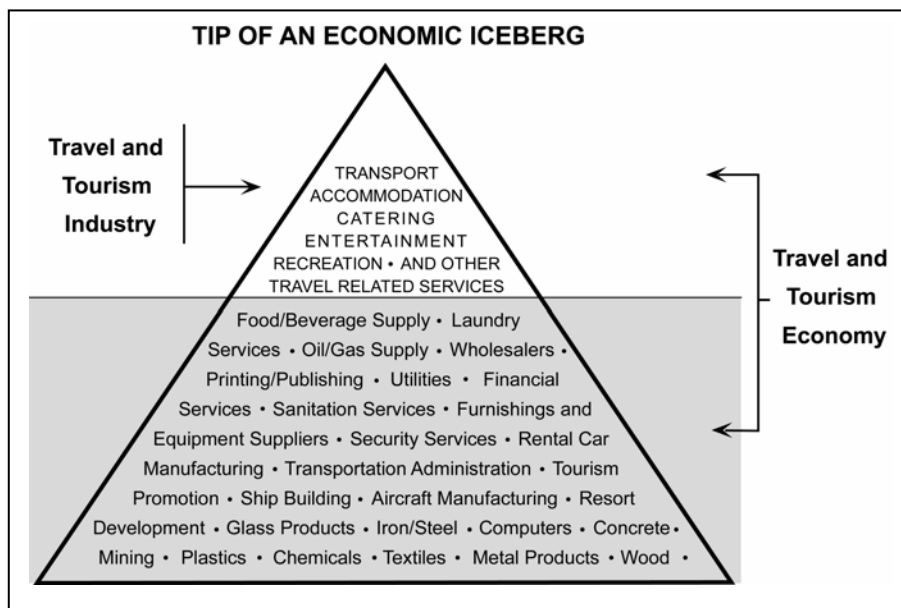 TIP OF AN ECONOMIC ICEBERG
Travel and
Tourism
Industry
TRANSPORT
ACCOMMODATION
CATERING
ENTERTAINMENT
RECREATION • AND OTHER
TRAVEL RELATED SERVICES
Travel and
Tourism
Economy
Food/Beverage Supply • Laundry
Services • Oil/Gas Supply • Wholesalers •
Printing/Publishing • Utilities • Financial
Services • Sanitation Services • Furnishings and
Equipment Suppliers • Security Services • Rental Car
Manufacturing • Transportation Administration • Tourism
Promotion • Ship Building • Aircraft Manufacturing • Resort
Development • Glass Products • Iron/Steel • Computers • Concrete •
Mining • Plastics • Chemicals • Textiles • Metal Products • Wood •